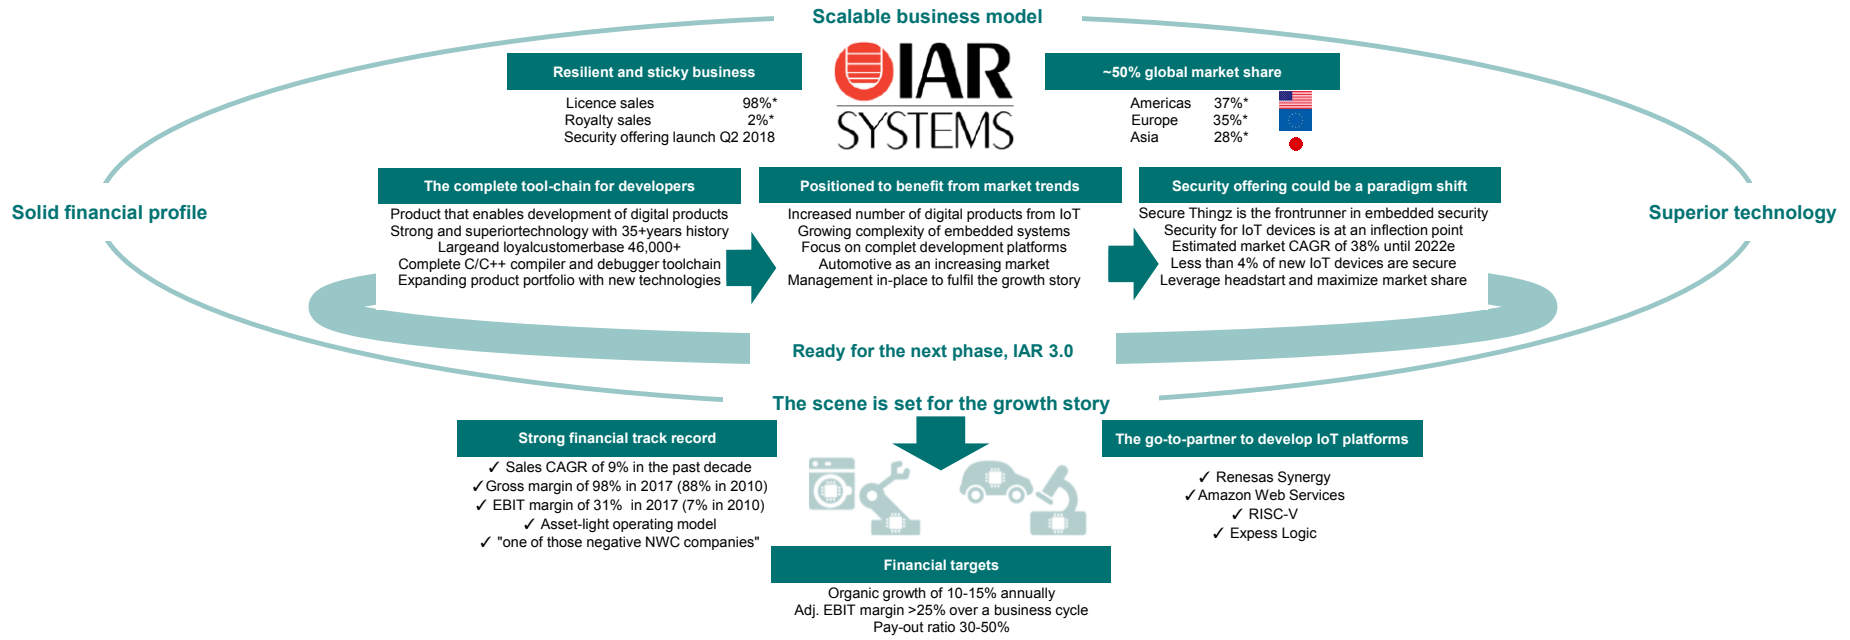 Scalable business model
Resilient and sticky business
Licence sales 98%*
Royalty sales 2%*
Security offering launch Q2 2018
IAR
SYSTEMS
~50% global market share
Americas 37%*
Europe 35%*
Asia 28%*
Solid financial profile
Superior technology
The complete tool-chain for developers
Product that enables development of digital products
Strong and superiortechnology with 35+years history
Largeand loyalcustomerbase 46,000+
Complete C/C++ compiler and debugger toolchain
Expanding product portfolio with new technologies
Positioned to benefit from market trends
Increased number of digital products from IoT
Growing complexity of embedded systems
Focus on complet development platforms
Automotive as an increasing market
Management in-place to fulfil the growth story
Security offering could be a paradigm shift
Secure Thingz is the frontrunner in embedded security
Security for IoT devices is at an inflection point
Estimated market CAGR of 38% until 2022e
Less than 4% of new IoT devices are secure
Leverage headstart and maximize market share
Ready for the next phase, IAR 3.0
The scene is set for the growth story
Strong financial track record
✓ Sales CAGR of 9% in the past decade
✓Gross margin of 98% in 2017 (88% in 2010)
✓ EBIT margin of 31%  in 2017 (7% in 2010)
✓ Asset-light operating model
✓ "one of those negative NWC companies"
The go-to-partner to develop IoT platforms
✓ Renesas Synergy
✓Amazon Web Services
✓ RISC-V
✓ Expess Logic
Financial targets
Organic growth of 10-15% annually
Adj. EBIT margin >25% over a business cycle
Pay-out ratio 30-50%